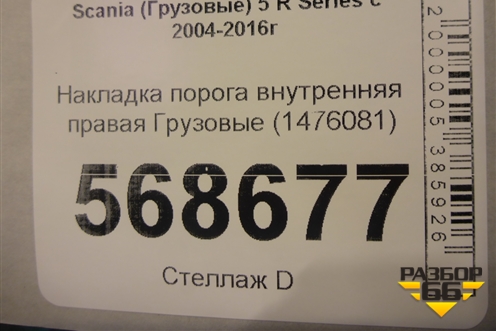 Scania (Грузовые) 5 R Series с
2004-2016г
Накладка порога внутренняя
правая Грузовые (1476081)
568677
Стеллаж D
2000005385926
РАЗБОР
66